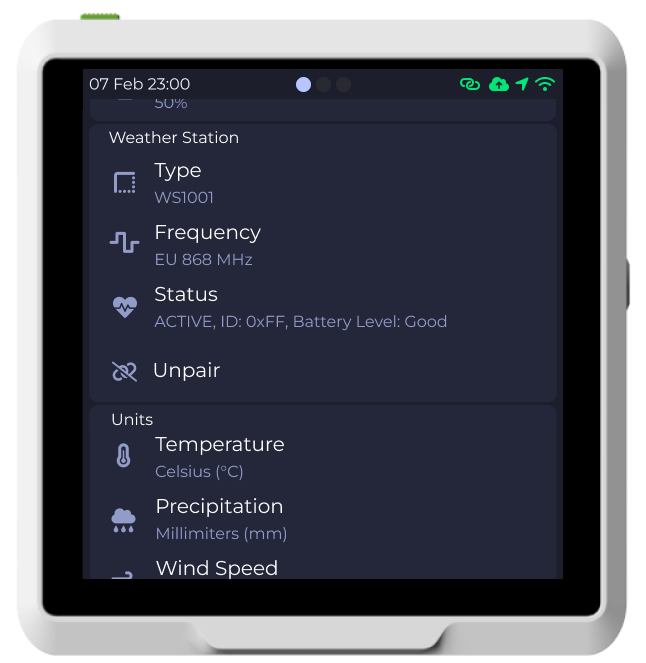 07 Feb 23:00
50%
Weather Station
Type
WS1001
Frequency
EU 868 MHz
Status
ACTIVE, ID: 0xFF, Battery Level: Good
Unpair
Units
Temperature
Celsius (°C)
Precipitation
Millimiters (mm)
Wind Speed